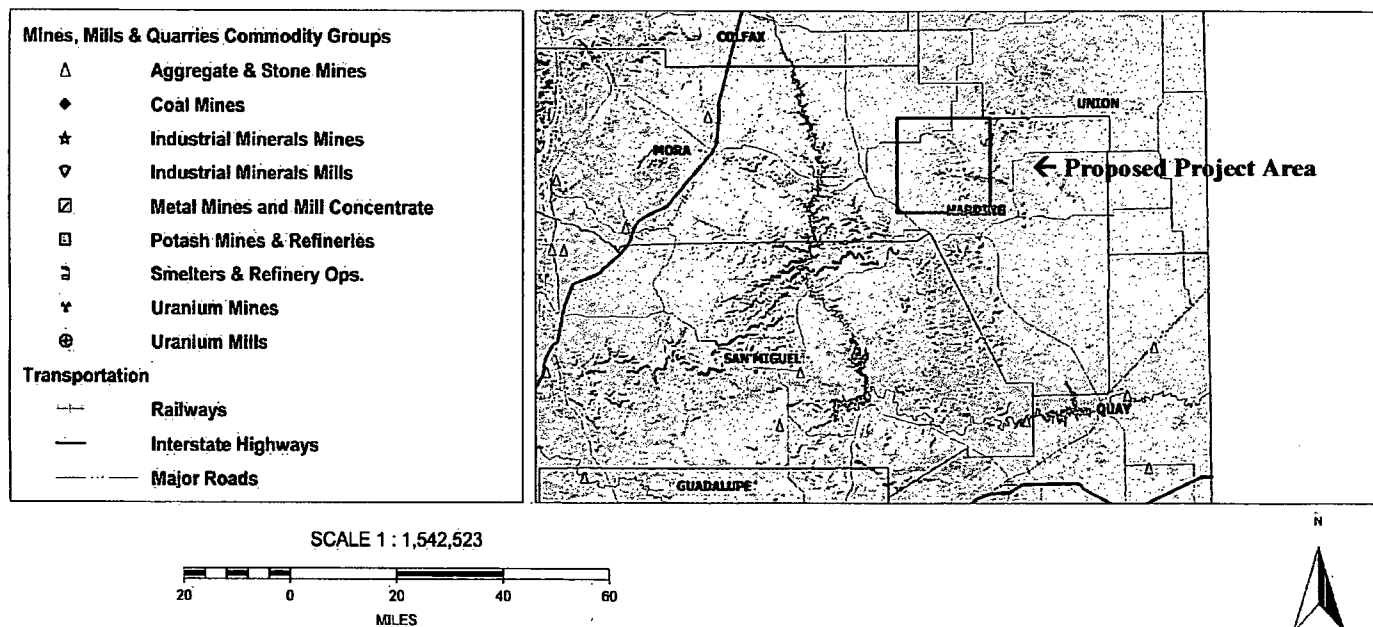 Mines, Mills & Quarries Commodity Groups
Aggregate & Stone Mines
Coal Mines
Industrial Minerals Mines
Industrial Minerals Mills
Metal Mines and Mill Concentrate
Potash Mines & Refineries
Smelters & Refinery Ops.
Uranium Mines
Uranium Mills
Transportation
Railways
Interstate Highways
Major Roads
COLFAX
UNION
MORA
← Proposed Project Area
HARDING
SAN MIGUEL
QUAY
GUADALUPE
SCALE 1 : 1,542,523
20 0 20 40 60
MILES
N